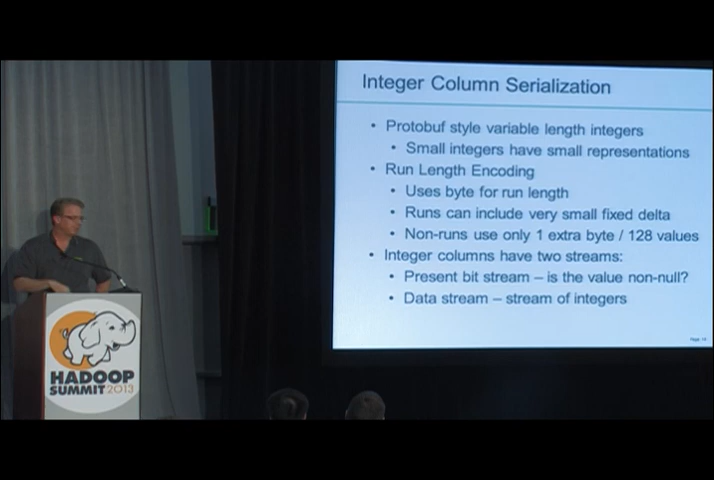 Integer Column Serialization
• Protobuf style variable length integers
• Small integers have small representations
• Run Length Encoding
• Uses byte for run length
• Runs can include very small fixed delta
• Non-runs use only 1 extra byte / 128 values
• Integer columns have two streams:
• Present bit stream – is the value non-null?
• Data stream – stream of integers
HADOOP
SUMMIT2013